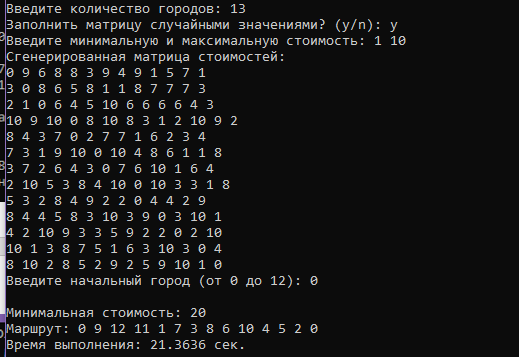 Введите количество городов: 13
Заполнить матрицу случайными значениями? (y/n): y
Введите минимальную и максимальную стоимость: 1 10
Сгенерированная матрица стоимостей:
0 9 6 8 8 3 9 4 9 1 5 7 1
3 0 8 6 5 8 1 1 8 7 7 7 3
2 1 0 6 4 5 10 6 6 6 6 4 3
10 9 10 0 8 10 8 3 1 2 10 9 2
8 4 3 7 0 2 7 7 1 6 2 3 4
7 3 1 9 10 0 10 4 8 6 1 1 8
3 7 2 6 4 3 0 7 6 10 1 6 4
2 10 5 3 8 4 10 0 10 3 3 1 8
5 3 2 8 4 9 2 2 0 4 4 2 9
8 4 4 5 8 3 10 3 9 0 3 10 1
4 2 10 9 3 3 5 9 2 2 0 2 10
10 1 3 8 7 5 1 6 3 10 3 0 4
8 10 2 8 5 2 9 2 5 9 10 1 0
Введите начальный город (от 0 до 12): 0
Минимальная стоимость: 20
Маршрут: 0 9 12 11 1 7 3 8 6 10 4 5 2 0
Время выполнения: 21.3636 сек.